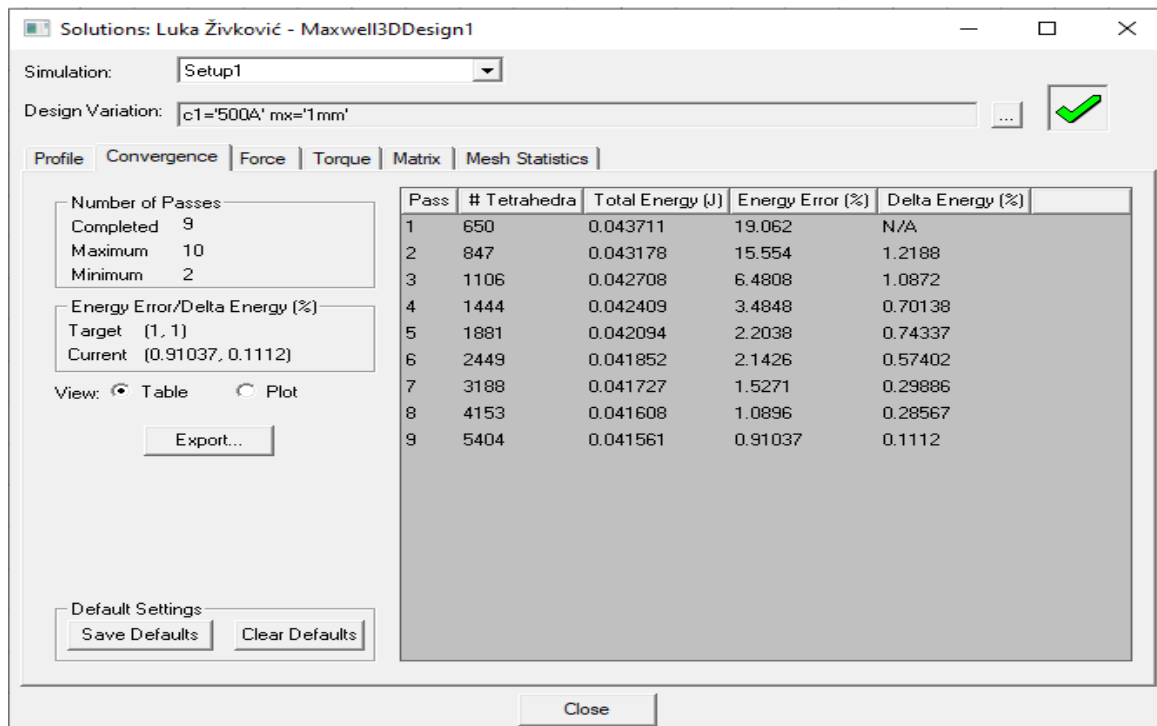 Solutions: Luka Živković - Maxwell3DDesign1
Simulation: Setup1
Design Variation: c1='500A' mx='1mm' ...
Profile Convergence Force Torque Matrix Mesh Statistics
Number of Passes
Completed 9
Maximum 10
Minimum 2
Energy Error/Delta Energy (%)
Target (1, 1)
Current (0.91037, 0.1112)
View: Table Plot
Export...
Default Settings
Save Defaults Clear Defaults
Pass # Tetrahedra Total Energy (J) Energy Error (%) Delta Energy (%)
1 650 0.043711 19.062 N/A
2 847 0.043178 15.554 1.2188
3 1106 0.042708 6.4808 1.0872
4 1444 0.042409 3.4848 0.70138
5 1881 0.042094 2.2038 0.74337
6 2449 0.041852 2.1426 0.57402
7 3188 0.041727 1.5271 0.29886
8 4153 0.041608 1.0896 0.28567
9 5404 0.041561 0.91037 0.1112
Close